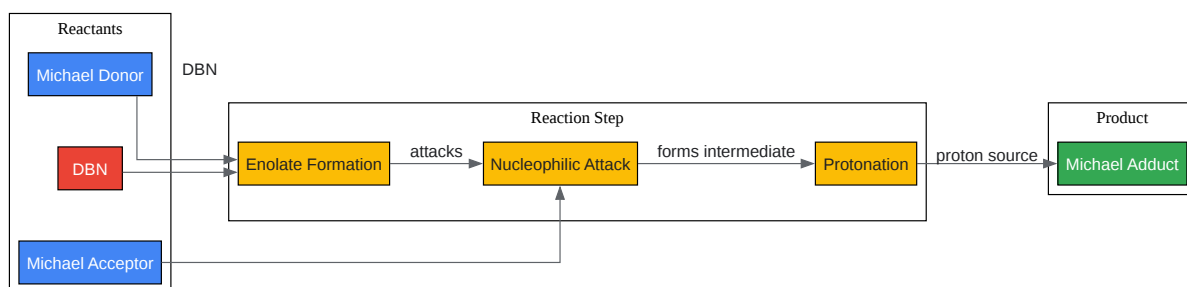 Reactants
Michael Donor
DBN
DBN
Michael Acceptor
Reaction Step
Enolate Formation
attacks
Nucleophilic Attack
forms intermediate
Protonation
proton source
Product
Michael Adduct